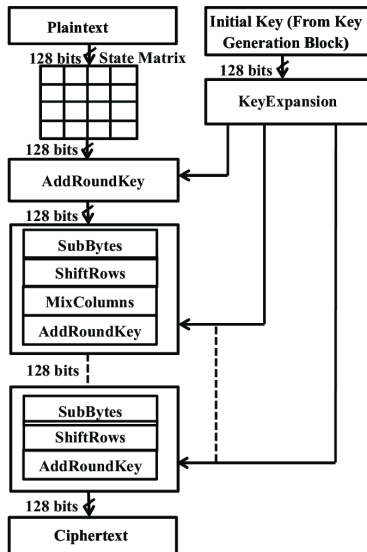 Plaintext
Initial Key (From Key
Generation Block)
128 bits
State Matrix
128 bits
KeyExpansion
128 bits
AddRoundKey
128 bits
SubBytes
ShiftRows
MixColumns
AddRoundKey
128 bits
SubBytes
ShiftRows
AddRoundKey
128 bits
Ciphertext